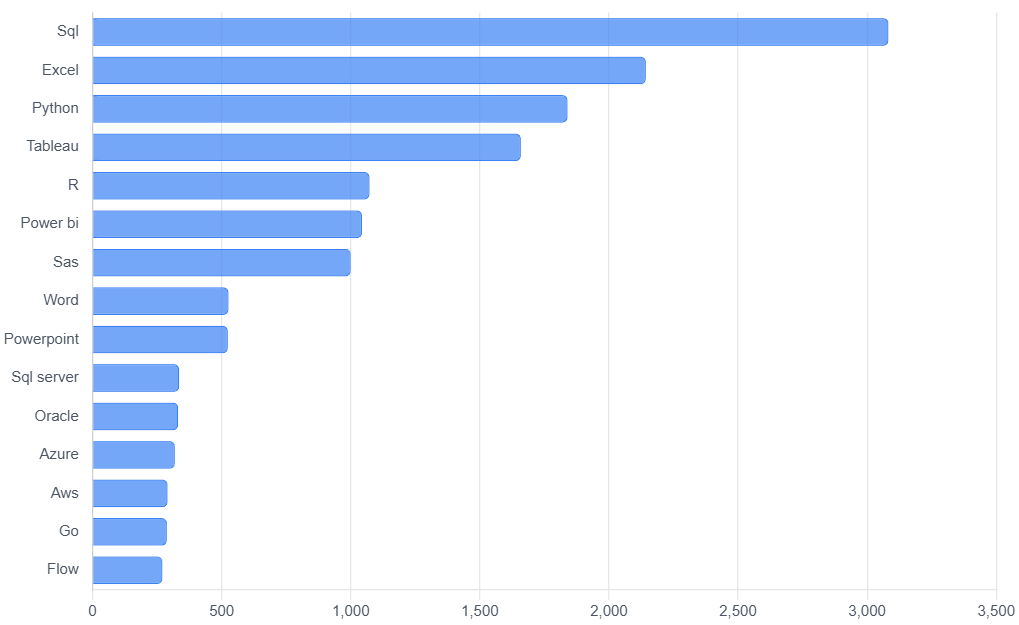 Sql
Excel
Python
Tableau
R
Power bi
Sas
Word
Powerpoint
Sql server
Oracle
Azure
Aws
Go
Flow
0 500 1,000 1,500 2,000 2,500 3,000 3,500